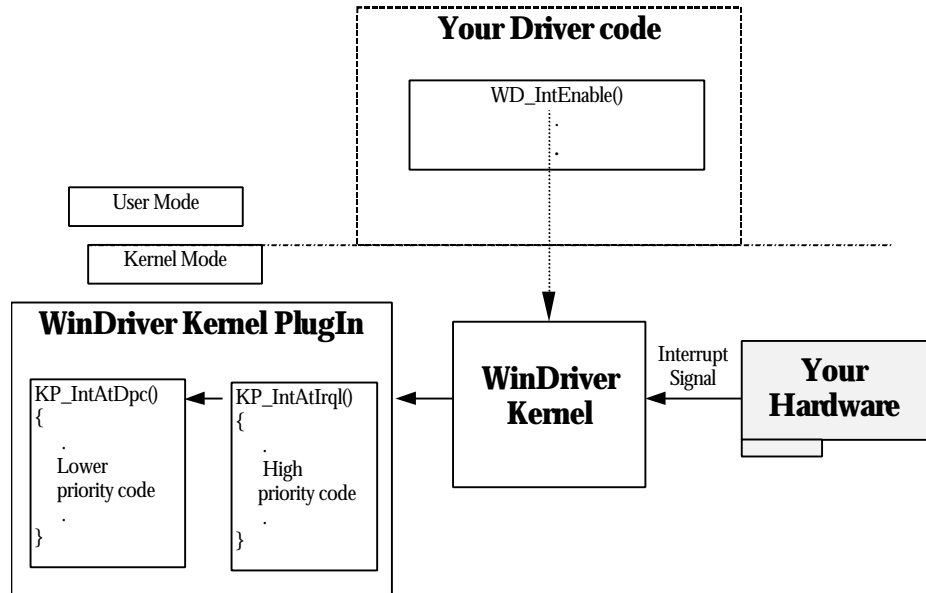 Your Driver code
WD_IntEnable()
.
.
User Mode
Kernel Mode
WinDriver Kernel PlugIn
KP_IntAtDpc()
{
.
Lower
priority code
.
}
KP_IntAtIrql()
{
.
High
priority code
.
}
WinDriver
Kernel
Interrupt
Signal
Your
Hardware